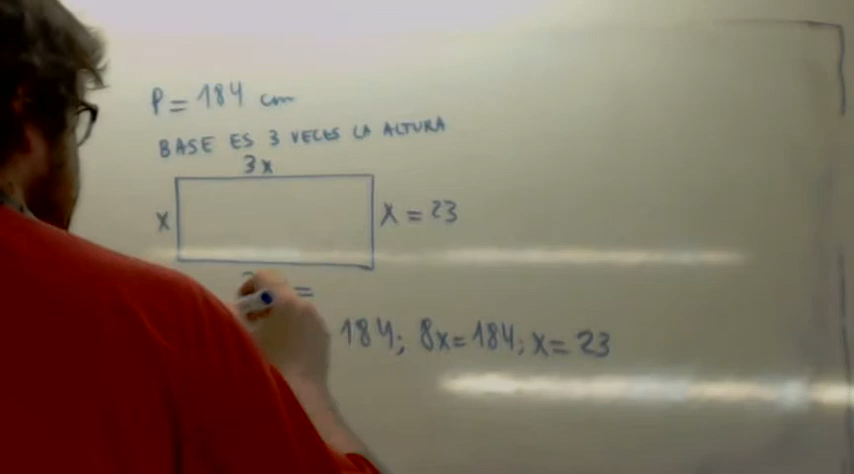 P = 184 cm
BASE ES 3 VECES LA ALTURA
3x
x
x = 23
=
184; 8x = 184; x = 23